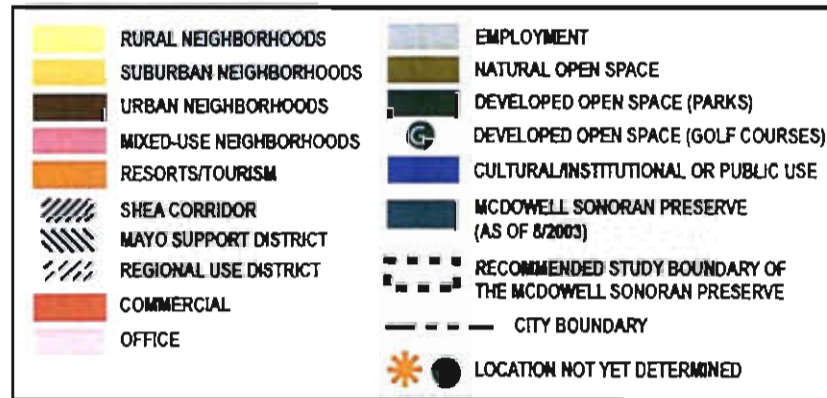 RURAL NEIGHBORHOODS
SUBURBAN NEIGHBORHOODS
URBAN NEIGHBORHOODS
MIXED-USE NEIGHBORHOODS
RESORTS/TOURISM
SHEA CORRIDOR
MAYO SUPPORT DISTRICT
REGIONAL USE DISTRICT
COMMERCIAL
OFFICE
EMPLOYMENT
NATURAL OPEN SPACE
DEVELOPED OPEN SPACE (PARKS)
G DEVELOPED OPEN SPACE (GOLF COURSES)
CULTURAL/INSTITUTIONAL OR PUBLIC USE
MCDOWELL SONORAN PRESERVE
(AS OF 8/2003)
RECOMMENDED STUDY BOUNDARY OF
THE MCDOWELL SONORAN PRESERVE
CITY BOUNDARY
LOCATION NOT YET DETERMINED